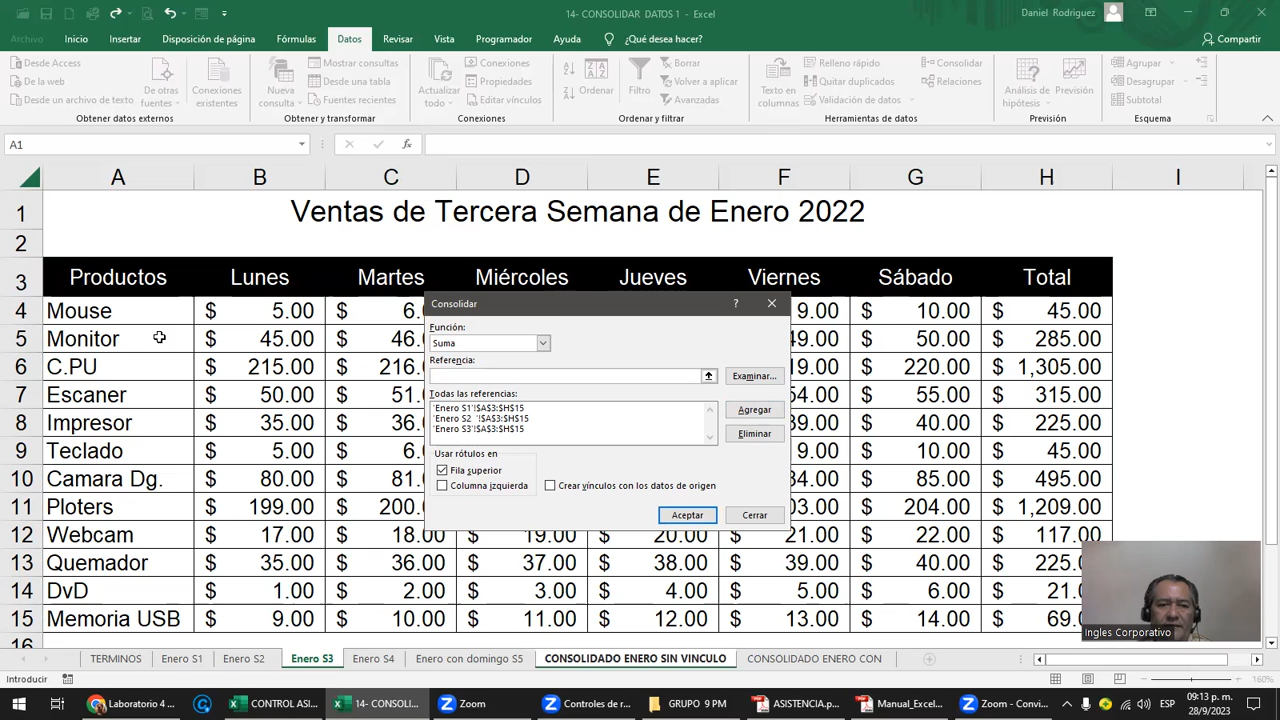 14- CONSOLIDAR DATOS 1 - Excel
Daniel Rodriguez
Archivo Inicio Insertar Disposición de página Fórmulas Datos Revisar Vista Programador Ayuda ¿Qué desea hacer? Compartir
Desde Access
De la web
Desde un archivo de texto
De otras fuentes
Conexiones existentes
Obtener datos externos
Nueva consulta
Mostrar consultas
Desde una tabla
Fuentes recientes
Obtener y transformar
Actualizar todo
Conexiones
Propiedades
Editar vínculos
Conexiones
Ordenar
Filtro
Borrar
Volver a aplicar
Avanzadas
Ordenar y filtrar
Texto en columnas
Relleno rápido
Quitar duplicados
Validación de datos
Consolidar
Relaciones
Herramientas de datos
Análisis de hipótesis
Previsión
Previsión
Agrupar
Desagrupar
Subtotal
Esquema
A1
A B C D E F G H I
1 Ventas de Tercera Semana de Enero 2022
2
3 Productos Lunes Martes Miércoles Jueves Viernes Sábado Total
4 Mouse $ 5.00 $ 6.0 9.00 $ 10.00 $ 45.00
5 Monitor $ 45.00 $ 46.0 49.00 $ 50.00 $ 285.00
6 C.PU $ 215.00 $ 216. 19.00 $ 220.00 $ 1,305.00
7 Escaner $ 50.00 $ 51. 54.00 $ 55.00 $ 315.00
8 Impresor $ 35.00 $ 36. 39.00 $ 40.00 $ 225.00
9 Teclado $ 5.00 $ 6. 9.00 $ 10.00 $ 45.00
10 Camara Dg. $ 80.00 $ 81. 84.00 $ 85.00 $ 495.00
11 Ploters $ 199.00 $ 200. 03.00 $ 204.00 $ 1,209.00
12 Webcam $ 17.00 $ 18.00 $ 19.00 $ 20.00 $ 21.00 $ 22.00 $ 117.00
13 Quemador $ 35.00 $ 36.00 $ 37.00 $ 38.00 $ 39.00 $ 40.00 $ 225.0
14 DvD $ 1.00 $ 2.00 $ 3.00 $ 4.00 $ 5.00 $ 6.00 $ 21.0
15 Memoria USB $ 9.00 $ 10.00 $ 11.00 $ 12.00 $ 13.00 $ 14.00 $ 69.0
16
Consolidar ?
Función:
Suma
Referencia:
Examinar...
Todas las referencias:
'Enero S1'!$A$3:$H$15
'Enero S2 '!$A$3:$H$15
'Enero S3'!$A$3:$H$15
Agregar
Eliminar
Usar rótulos en
Fila superior
Columna izquierda
Crear vínculos con los datos de origen
Aceptar Cerrar
Ingles Corporativo
TERMINOS Enero S1 Enero S2 Enero S3 Enero S4 Enero con domingo S5 CONSOLIDADO ENERO SIN VINCULO CONSOLIDADO ENERO CON
Introducir 160%
Laboratorio 4 ... CONTROL ASI... 14- CONSOLI... Zoom Controles de r... GRUPO 9 PM ASISTENCIA.p... Manual_Excel... Zoom - Convi... ESP 09:13 p. m.
28/9/2023